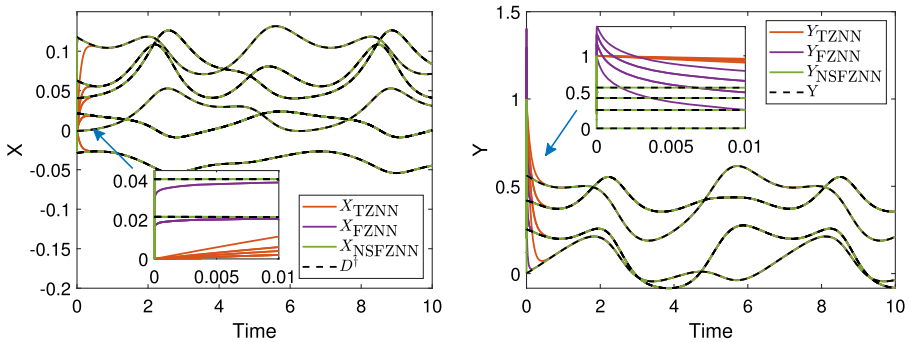 0.1
0.05
0
-0.05
-0.1
-0.15
-0.2
X
0.04
0.02
0
0 0.005 0.01
X_TZNN
X_FZNN
X_NSFZNN
D†
0 2 4 6 8 10
Time
1.5
1
0.5
0
Y
1
0.5
0
0 0.005 0.01
Y_TZNN
Y_FZNN
Y_NSFZNN
Y
0 2 4 6 8 10
Time